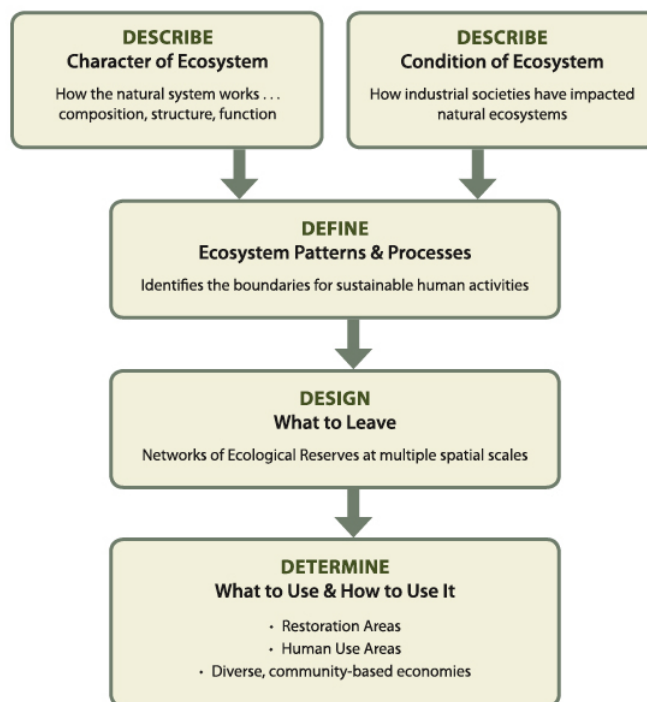 DESCRIBE
Character of Ecosystem
How the natural system works . . .
composition, structure, function
DESCRIBE
Condition of Ecosystem
How industrial societies have impacted
natural ecosystems
DEFINE
Ecosystem Patterns & Processes
Identifies the boundaries for sustainable human activities
DESIGN
What to Leave
Networks of Ecological Reserves at multiple spatial scales
DETERMINE
What to Use & How to Use It
· Restoration Areas
· Human Use Areas
· Diverse, community-based economies